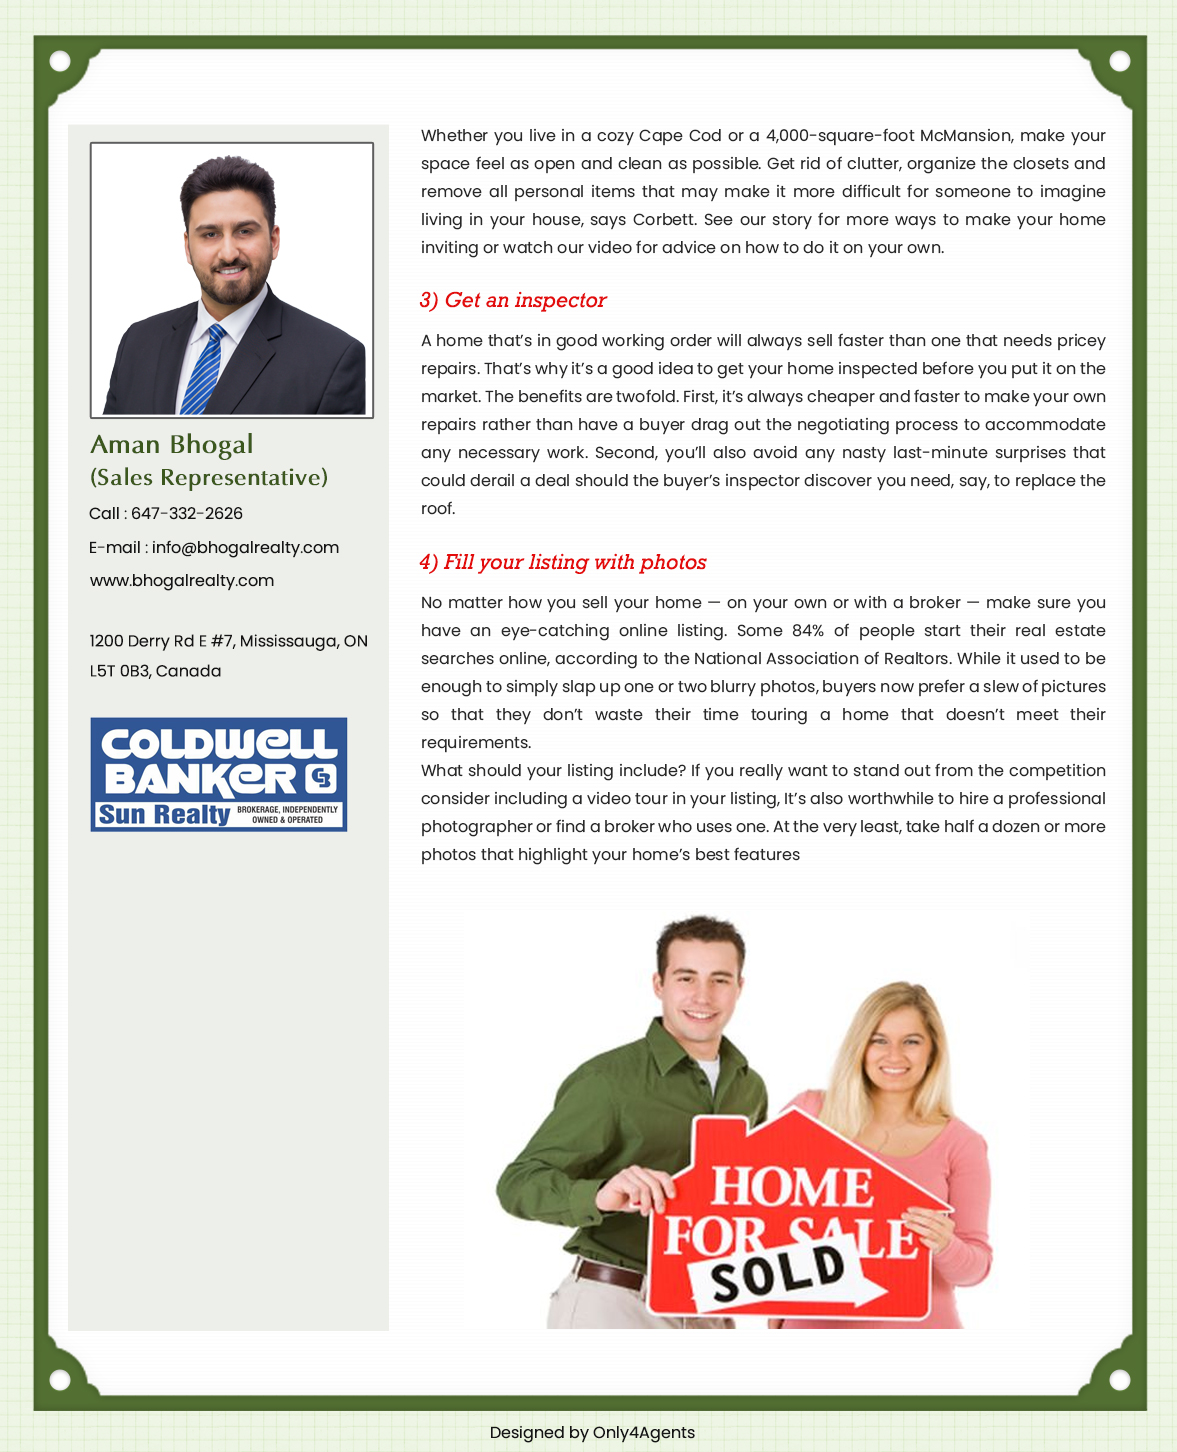 Aman Bhogal
(Sales Representative)
Call : 647-332-2626
E-mail : info@bhogalrealty.com
www.bhogalrealty.com
1200 Derry Rd E #7, Mississauga, ON
L5T 0B3, Canada
COLDWELL
BANKER CB
Sun Realty
BROKERAGE, INDEPENDENTLY
OWNED & OPERATED
Whether you live in a cozy Cape Cod or a 4,000-square-foot McMansion, make your
space feel as open and clean as possible. Get rid of clutter, organize the closets and
remove all personal items that may make it more difficult for someone to imagine
living in your house, says Corbett. See our story for more ways to make your home
inviting or watch our video for advice on how to do it on your own.
3) Get an inspector
A home that’s in good working order will always sell faster than one that needs pricey
repairs. That’s why it’s a good idea to get your home inspected before you put it on the
market. The benefits are twofold. First, it’s always cheaper and faster to make your own
repairs rather than have a buyer drag out the negotiating process to accommodate
any necessary work. Second, you’ll also avoid any nasty last-minute surprises that
could derail a deal should the buyer’s inspector discover you need, say, to replace the
roof.
4) Fill your listing with photos
No matter how you sell your home — on your own or with a broker — make sure you
have an eye-catching online listing. Some 84% of people start their real estate
searches online, according to the National Association of Realtors. While it used to be
enough to simply slap up one or two blurry photos, buyers now prefer a slew of pictures
so that they don’t waste their time touring a home that doesn’t meet their
requirements.
What should your listing include? If you really want to stand out from the competition
consider including a video tour in your listing, It’s also worthwhile to hire a professional
photographer or find a broker who uses one. At the very least, take half a dozen or more
photos that highlight your home’s best features
HOME
FOR SALE
SOLD
Designed by Only4Agents